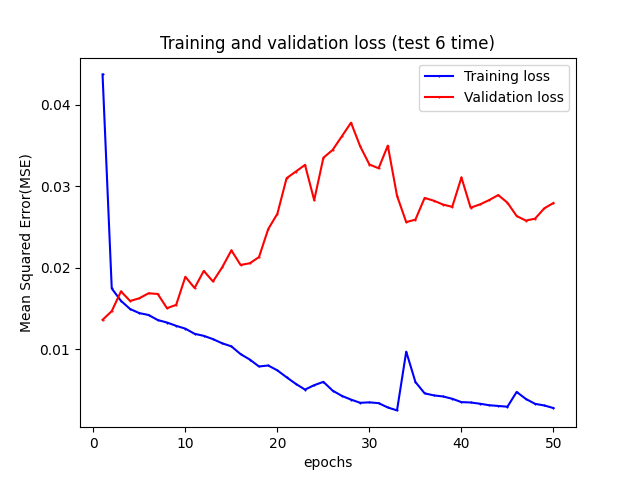 Training and validation loss (test 6 time)
Training loss
Validation loss
Mean Squared Error(MSE)
0.04
0.03
0.02
0.01
0 10 20 30 40 50
epochs